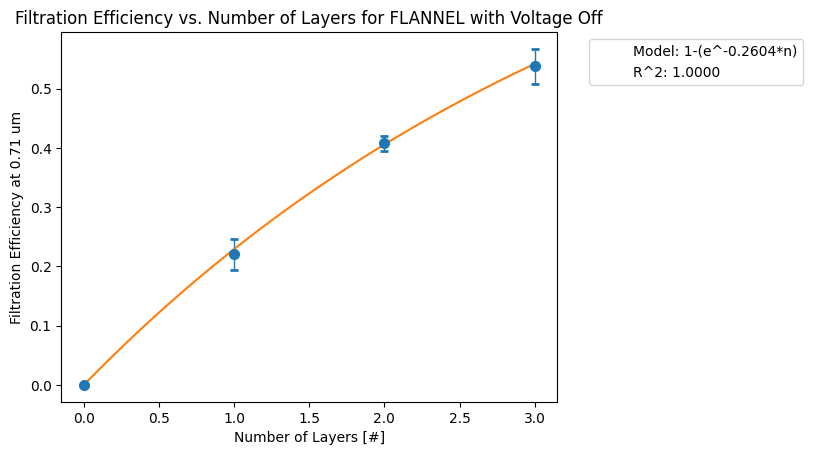 Filtration Efficiency vs. Number of Layers for FLANNEL with Voltage Off
Model: 1-(e^-0.2604*n)
R^2: 1.0000
Filtration Efficiency at 0.71 um
0.5
0.4
0.3
0.2
0.1
0.0
0.0 0.5 1.0 1.5 2.0 2.5 3.0
Number of Layers [#]